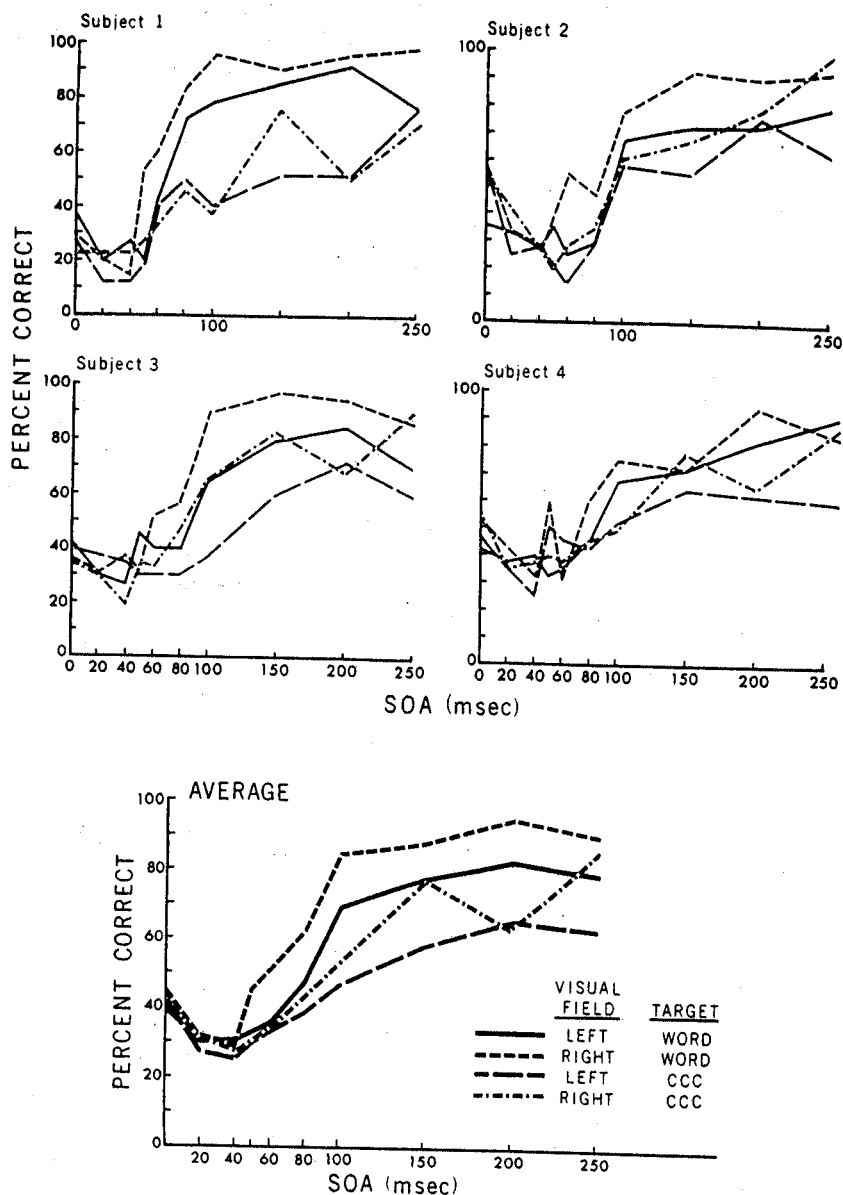 Subject 1
100
80
60
40
20
0
0
100
250
Subject 2
100
0
0
100
250
PERCENT CORRECT
Subject 3
100
80
60
40
20
0
0 20 40 60 80 100 150 200 250
Subject 4
100
0
0 20 40 60 80 100 150 200 250
SOA (msec)
AVERAGE
100
80
60
40
20
0
PERCENT CORRECT
20 40 60 80 100 150 200 250
SOA (msec)
VISUAL
FIELD TARGET
LEFT WORD
RIGHT WORD
LEFT CCC
RIGHT CCC